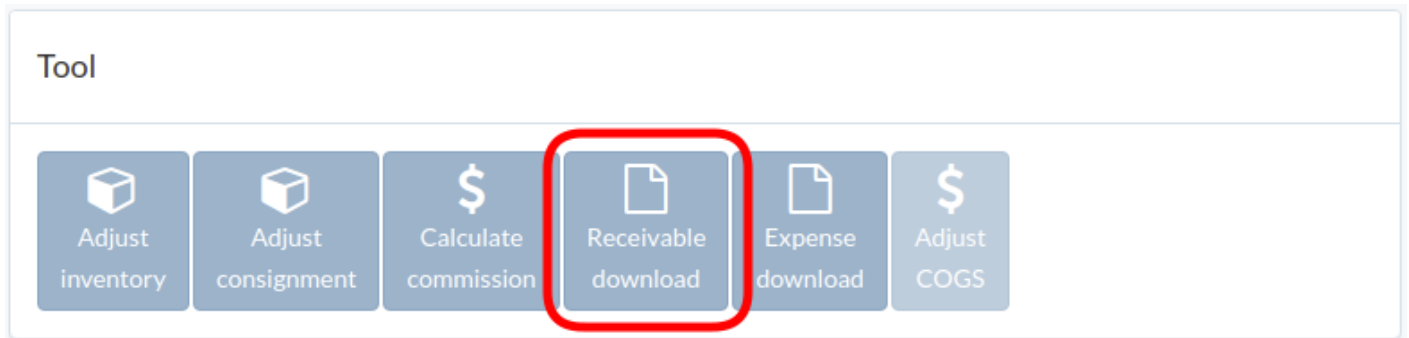 Tool
Adjust
inventory
Adjust
consignment
Calculate
commission
Receivable
download
Expense
download
Adjust
COGS